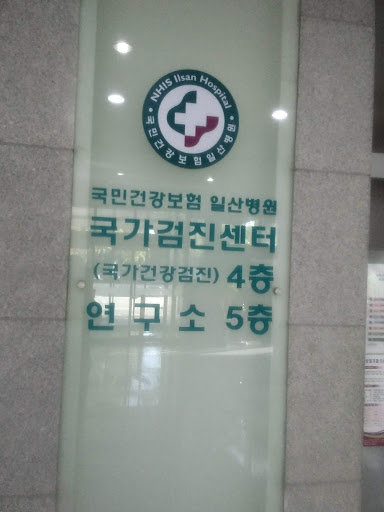 NHIS Ilsan Hospital
국민건강보험일산병원
국민건강보험 일산병원
국가검진센터
(국가건강검진) 4층
연구소 5층